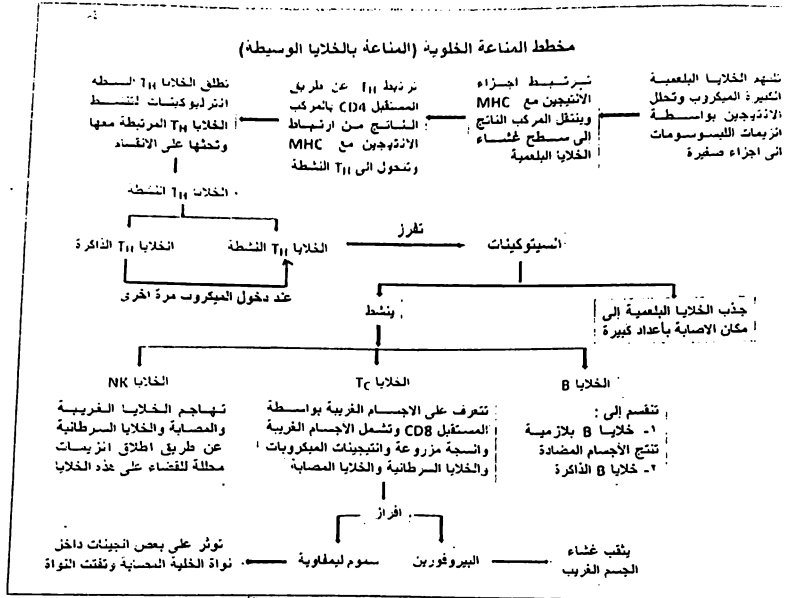 مخطط المناعة الخلوية (المناعة بالخلايا الوسيطة)
تلتهم الخلايا البلعمية
الكبيرة الميكروب وتحلل
الانتيجين بواسطة
انزيمات الليسوسومات
الى اجزاء صغيرة
ترتبط اجزاء
الأنتيجين مع MHC
وينتقل المركب الناتج
الى سطح غشاء
الخلايا البلعمية
ترتبط TH عن طريق
المستقبل CD4 بالمركب
الناتج من ارتباط
الانتيجين مع MHC
وتتحول الى TH النشطة
تطلق الخلايا TH النشطة
انترليوكينات لتنشط
الخلايا TH المرتبطة معها
وتحثها على الانقسام
الخلايا TH النشطة
الخلايا TH النشطة
الخلايا TH الذاكرة
عند دخول الميكروب مرة اخرى
تفرز
السيتوكينات
جذب الخلايا البلعمية إلى
مكان الاصابة بأعداد كبيرة
ينشط
الخلايا B
تنقسم إلى :
١- خلايا B بلازمية
تنتج الأجسام المضادة
٢- خلايا B الذاكرة
الخلايا TC
تتعرف على الاجسام الغريبة بواسطة
المستقبل CD8 وتشمل الاجسام الغريبة
وانسجة مزروعة وانتيجينات الميكروبات
والخلايا السرطانية والخلايا المصابة
الخلايا NK
تهاجم الخلايا الغريبة
والمصابة والخلايا السرطانية
عن طريق اطلاق انزيمات
محللة للقضاء على هذه الخلايا
افراز
البيروفورين
يثقب غشاء
الجسم الغريب
سموم ليمفاوية
توثر على بعض الجينات داخل
نواة الخلية المصابة وتفتت النواة